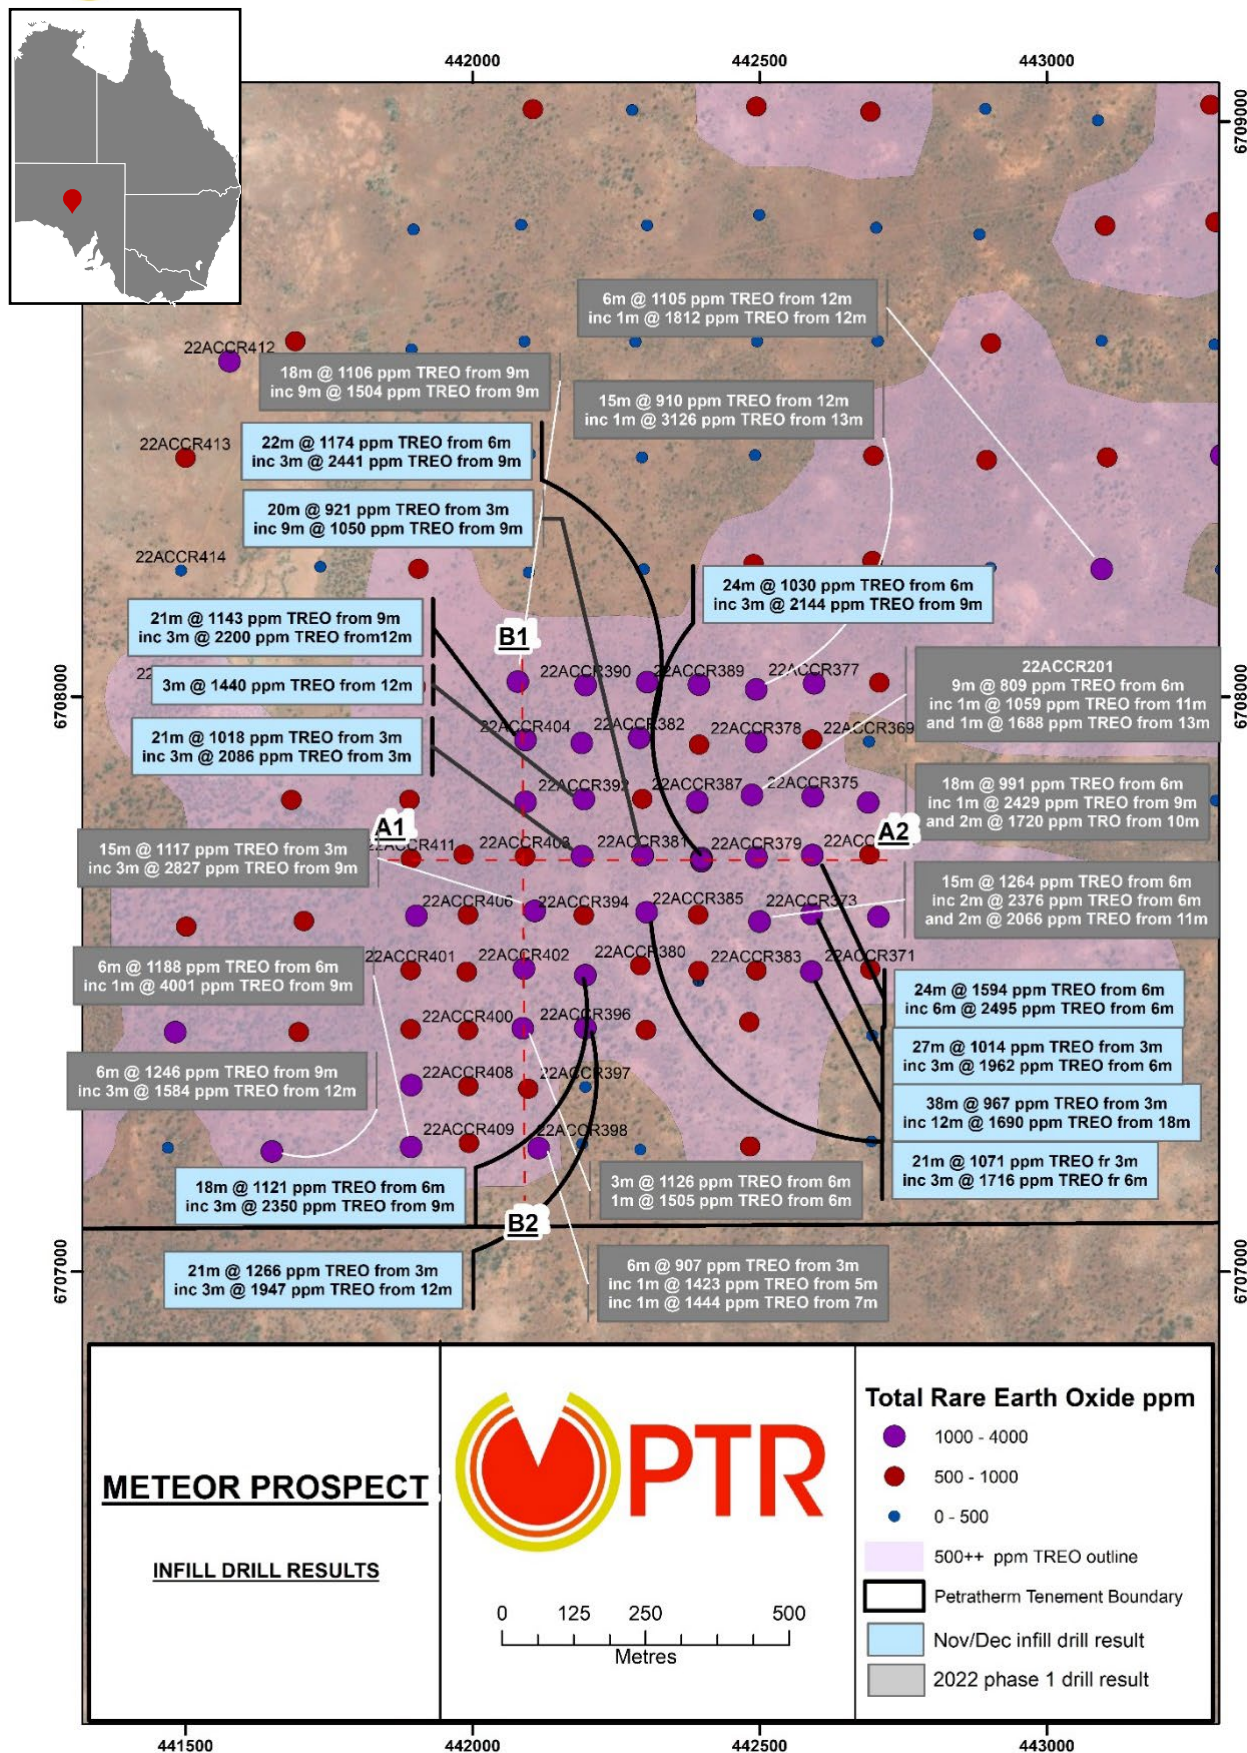 442000
442500
443000
6709000
6709000
6708000
6708000
6707000
6707000
6m @ 1105 ppm TREO from 12m
inc 1m @ 1812 ppm TREO from 12m
22ACCR412
18m @ 1106 ppm TREO from 9m
inc 9m @ 1504 ppm TREO from 9m
15m @ 910 ppm TREO from 12m
inc 1m @ 3126 ppm TREO from 13m
22ACCR413
22m @ 1174 ppm TREO from 6m
inc 3m @ 2441 ppm TREO from 9m
20m @ 921 ppm TREO from 3m
inc 9m @ 1050 ppm TREO from 9m
22ACCR414
24m @ 1030 ppm TREO from 6m
inc 3m @ 2144 ppm TREO from 9m
21m @ 1143 ppm TREO from 9m
inc 3m @ 2200 ppm TREO from12m
B1
22ACCR390
22ACCR389
22ACCR377
3m @ 1440 ppm TREO from 12m
22ACCR201
9m @ 809 ppm TREO from 6m
inc 1m @ 1059 ppm TREO from 11m
and 1m @ 1688 ppm TREO from 13m
22ACCR404
22ACCR382
22ACCR378
22ACCR369
21m @ 1018 ppm TREO from 3m
inc 3m @ 2086 ppm TREO from 3m
22ACCR392
22ACCR387
22ACCR375
18m @ 991 ppm TREO from 6m
inc 1m @ 2429 ppm TREO from 9m
and 2m @ 1720 ppm TRO from 10m
A1
A2
22ACCR403
22ACCR381
22ACCR379
15m @ 1117 ppm TREO from 3m
inc 3m @ 2827 ppm TREO from 9m
15m @ 1264 ppm TREO from 6m
inc 2m @ 2376 ppm TREO from 6m
and 2m @ 2066 ppm TRO from 11m
22ACCR406
22ACCR394
22ACCR385
22ACCR373
22ACCR401
22ACCR402
22ACCR380
22ACCR383
22ACCR371
6m @ 1188 ppm TREO from 6m
inc 1m @ 4001 ppm TREO from 9m
24m @ 1594 ppm TREO from 6m
inc 6m @ 2495 ppm TREO from 6m
22ACCR400
22ACCR396
27m @ 1014 ppm TREO from 3m
inc 3m @ 1962 ppm TREO from 6m
6m @ 1246 ppm TREO from 9m
inc 3m @ 1584 ppm TREO from 12m
22ACCR408
22ACCR397
38m @ 967 ppm TREO from 3m
inc 12m @ 1690 ppm TREO from 18m
22ACCR409
22ACCR398
21m @ 1071 ppm TREO fr 3m
inc 3m @ 1716 ppm TREO fr 6m
18m @ 1121 ppm TREO from 6m
inc 3m @ 2350 ppm TREO from 9m
3m @ 1126 ppm TREO from 6m
1m @ 1505 ppm TREO from 6m
B2
21m @ 1266 ppm TREO from 3m
inc 3m @ 1947 ppm TREO from 12m
6m @ 907 ppm TREO from 3m
inc 1m @ 1423 ppm TREO from 5m
inc 1m @ 1444 ppm TREO from 7m
METEOR PROSPECT
INFILL DRILL RESULTS
PTR
0 125 250 500
Metres
Total Rare Earth Oxide ppm
1000 - 4000
500 - 1000
0 - 500
500++ ppm TREO outline
Petratherm Tenement Boundary
Nov/Dec infill drill result
2022 phase 1 drill result
441500
442000
442500
443000